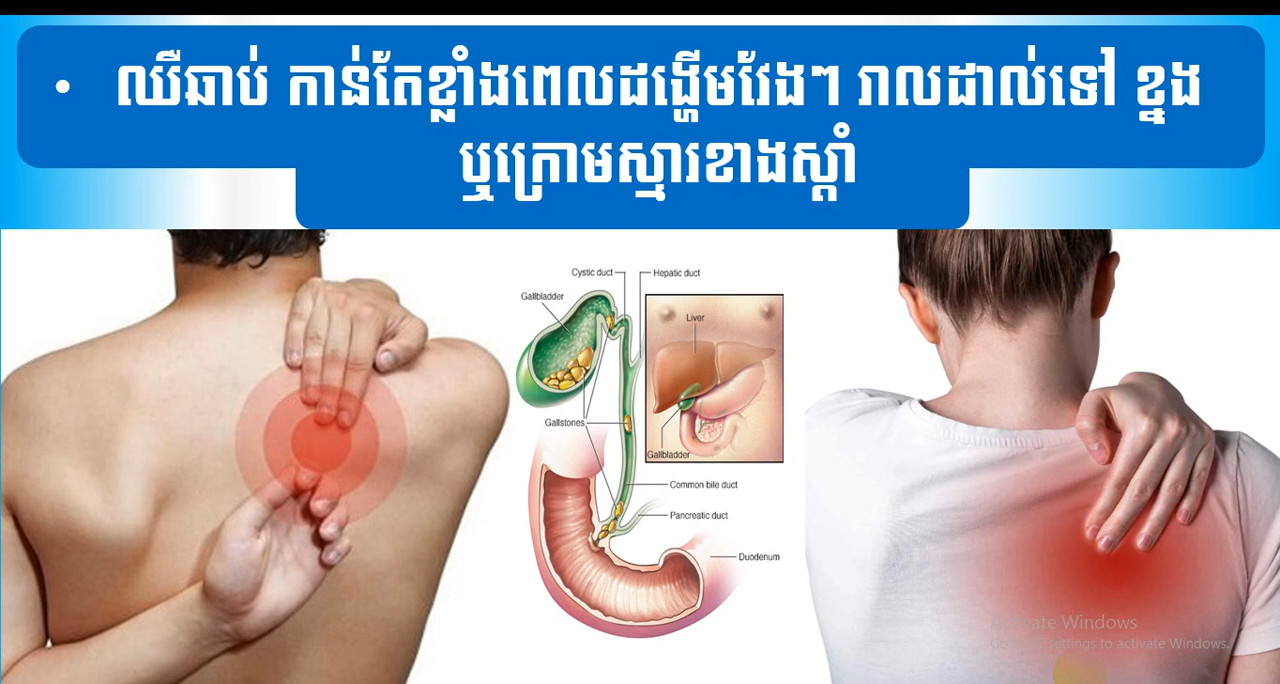 • ឈឺឆាប់ កាន់តែខ្លាំងពេលដង្ហើមវែងៗ រាលដាល់ទៅ ខ្នង
ឬក្រោមស្មារខាងស្តាំ
Cystic duct
Hepatic duct
Gallbladder
Liver
Gallstones
Gallbladder
Common bile duct
Pancreatic duct
Duodenum
Activate Windows
Go to Settings to activate Windows.